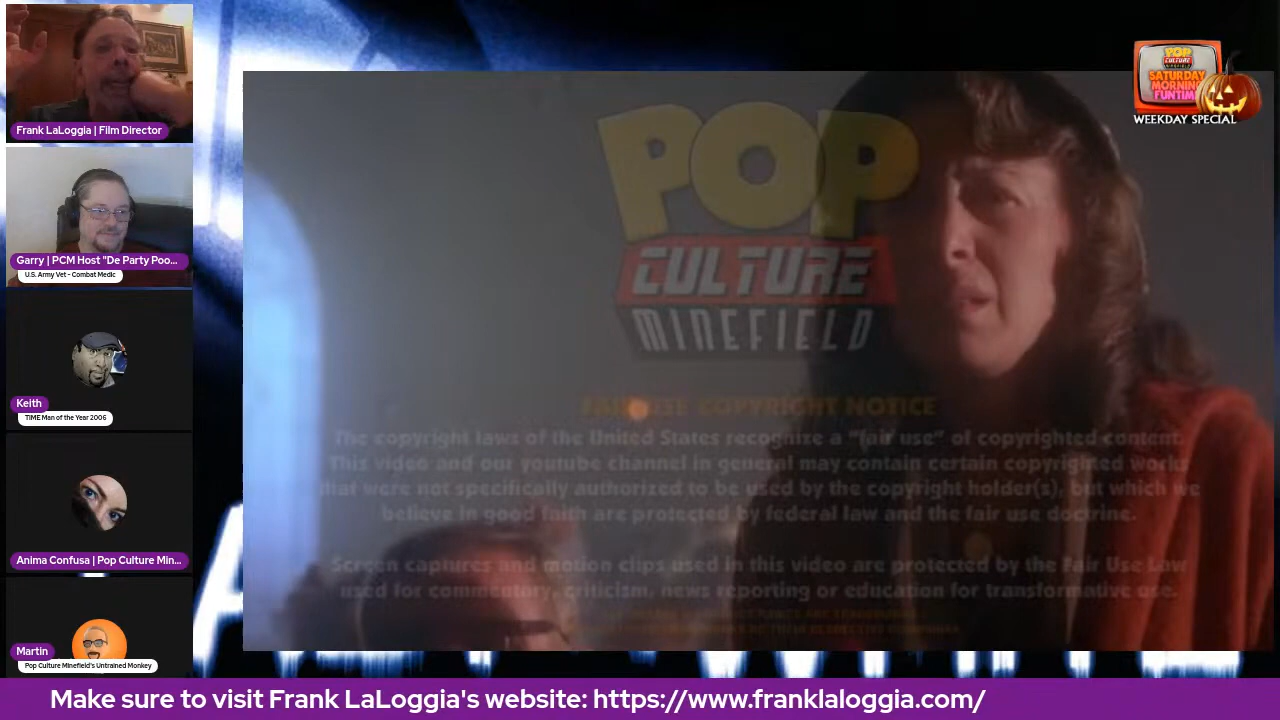 Frank LaLoggia | Film Director
Garry | PCM Host "De Party Poo...
U.S. Army Vet - Combat Medic
Keith
TIME Man of the Year 2006
Anima Confusa | Pop Culture Min...
Martin
Pop Culture Minefield's Untrained Monkey
POP
CULTURE
MINEFIELD
SATURDAY
MORNING
FUNTIME
WEEKDAY SPECIAL
POP
CULTURE
MINEFIELD
FAIR USE COPYRIGHT NOTICE
The copyright laws of the United States recognize a "fair use" of copyrighted content.
This video and our youtube channel in general may contain certain copyrighted works
that were not specifically authorized to be used by the copyright holder(s), but which we
believe in good faith are protected by federal law and the fair use doctrine.
Screen captures and motion clips used in this video are protected by the Fair Use Law
used for commentary, criticism, news reporting or education for transformative use.
Make sure to visit Frank LaLoggia's website: https://www.franklaloggia.com/